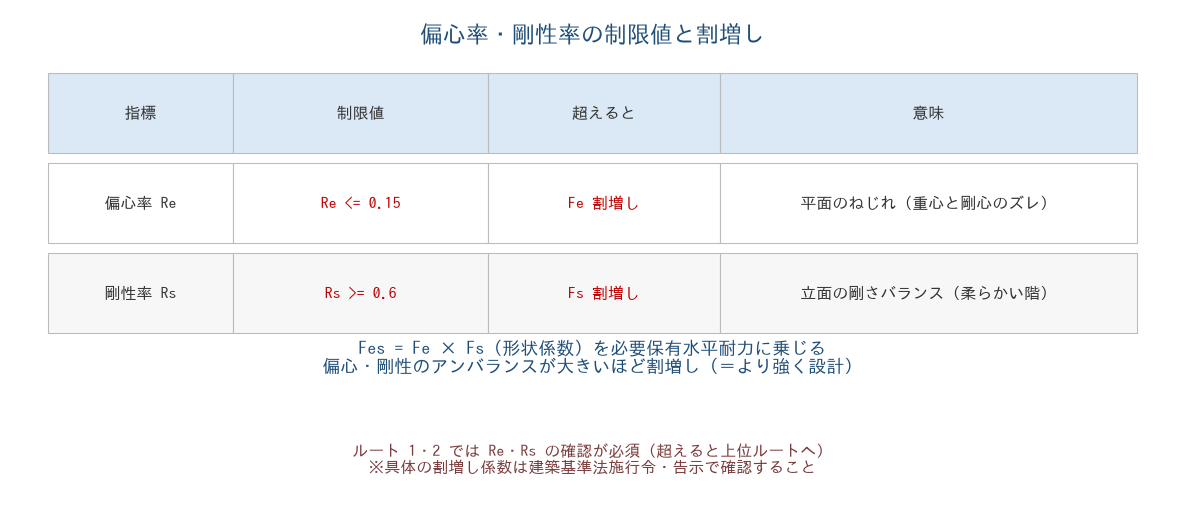 偏心率・剛性率の制限値と割増し
指標 制限値 超えると 意味
偏心率 Re Re <= 0.15 Fe 割増し 平面のねじれ（重心と剛心のズレ）
剛性率 Rs Rs >= 0.6 Fs 割増し 立面の剛さバランス（柔らかい階）
Fes = Fe × Fs（形状係数）を必要保有水平耐力に乗じる
偏心・剛性のアンバランスが大きいほど割増し（＝より強く設計）
ルート 1・2 では Re・Rs の確認が必須（超えると上位ルートへ）
※具体の割増し係数は建築基準法施行令・告示で確認すること